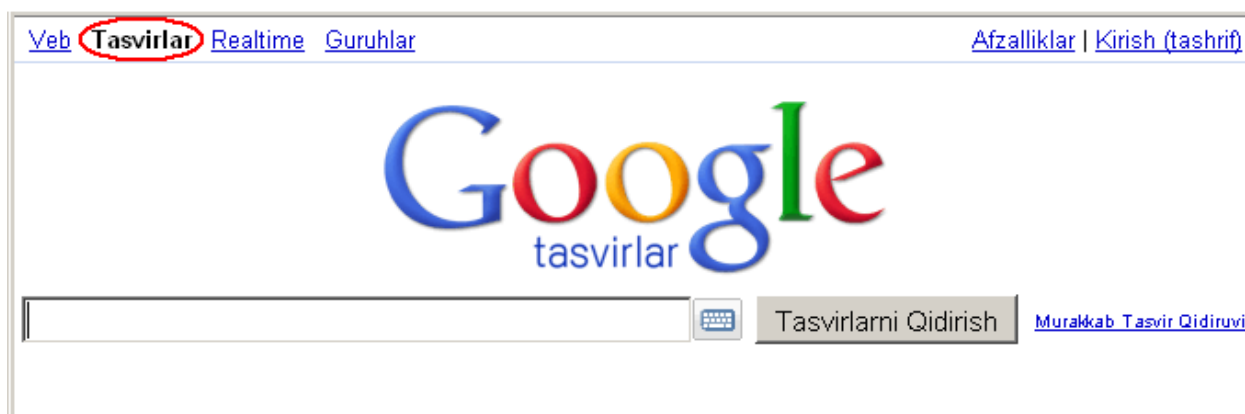 Veb Tasvirlar Realtime Guruhlar Afzalliklar | Kirish (tashrif)
Google
tasvirlar
Tasvirlarni Qidirish Murakkab Tasvir Qidiruvi